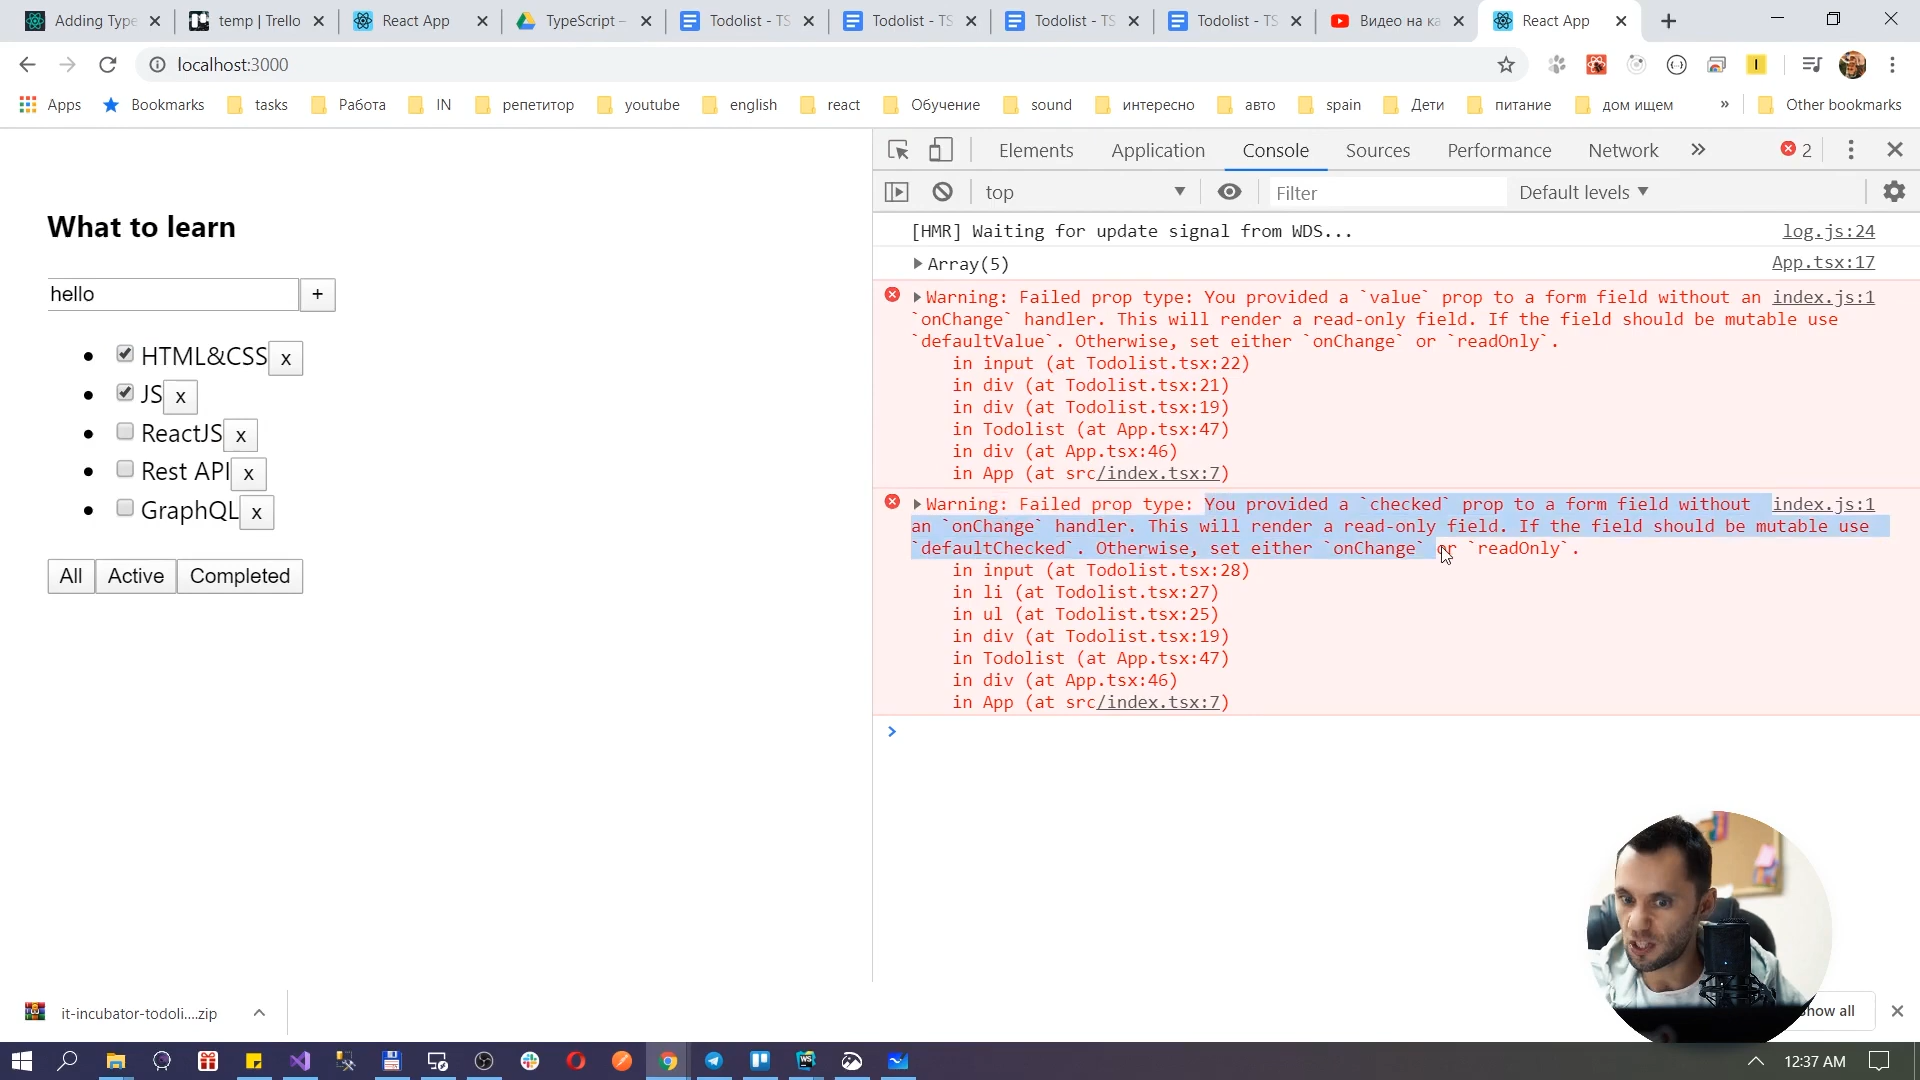 Adding Type
temp | Trello
React App
TypeScript –
Todolist - TS
Todolist - TS
Todolist - TS
Todolist - TS
Видео на ка
React App
localhost:3000
Apps
Bookmarks
tasks
Работа
IN
репетитор
youtube
english
react
Обучение
sound
интересно
авто
spain
Дети
питание
дом ищем
»
Other bookmarks
What to learn
hello
+
HTML&CSS x
JS x
ReactJS x
Rest API x
GraphQL x
All Active Completed
Elements Application Console Sources Performance Network » 2
top Filter Default levels
[HMR] Waiting for update signal from WDS... log.js:24
Array(5) App.tsx:17
Warning: Failed prop type: You provided a `value` prop to a form field without an index.js:1
`onChange` handler. This will render a read-only field. If the field should be mutable use
`defaultValue`. Otherwise, set either `onChange` or `readOnly`.
in input (at Todolist.tsx:22)
in div (at Todolist.tsx:21)
in div (at Todolist.tsx:19)
in Todolist (at App.tsx:47)
in div (at App.tsx:46)
in App (at src/index.tsx:7)
Warning: Failed prop type: You provided a `checked` prop to a form field without index.js:1
an `onChange` handler. This will render a read-only field. If the field should be mutable use
`defaultChecked`. Otherwise, set either `onChange` or `readOnly`.
in input (at Todolist.tsx:28)
in li (at Todolist.tsx:27)
in ul (at Todolist.tsx:25)
in div (at Todolist.tsx:19)
in Todolist (at App.tsx:47)
in div (at App.tsx:46)
in App (at src/index.tsx:7)
it-incubator-todoli....zip
how all
12:37 AM